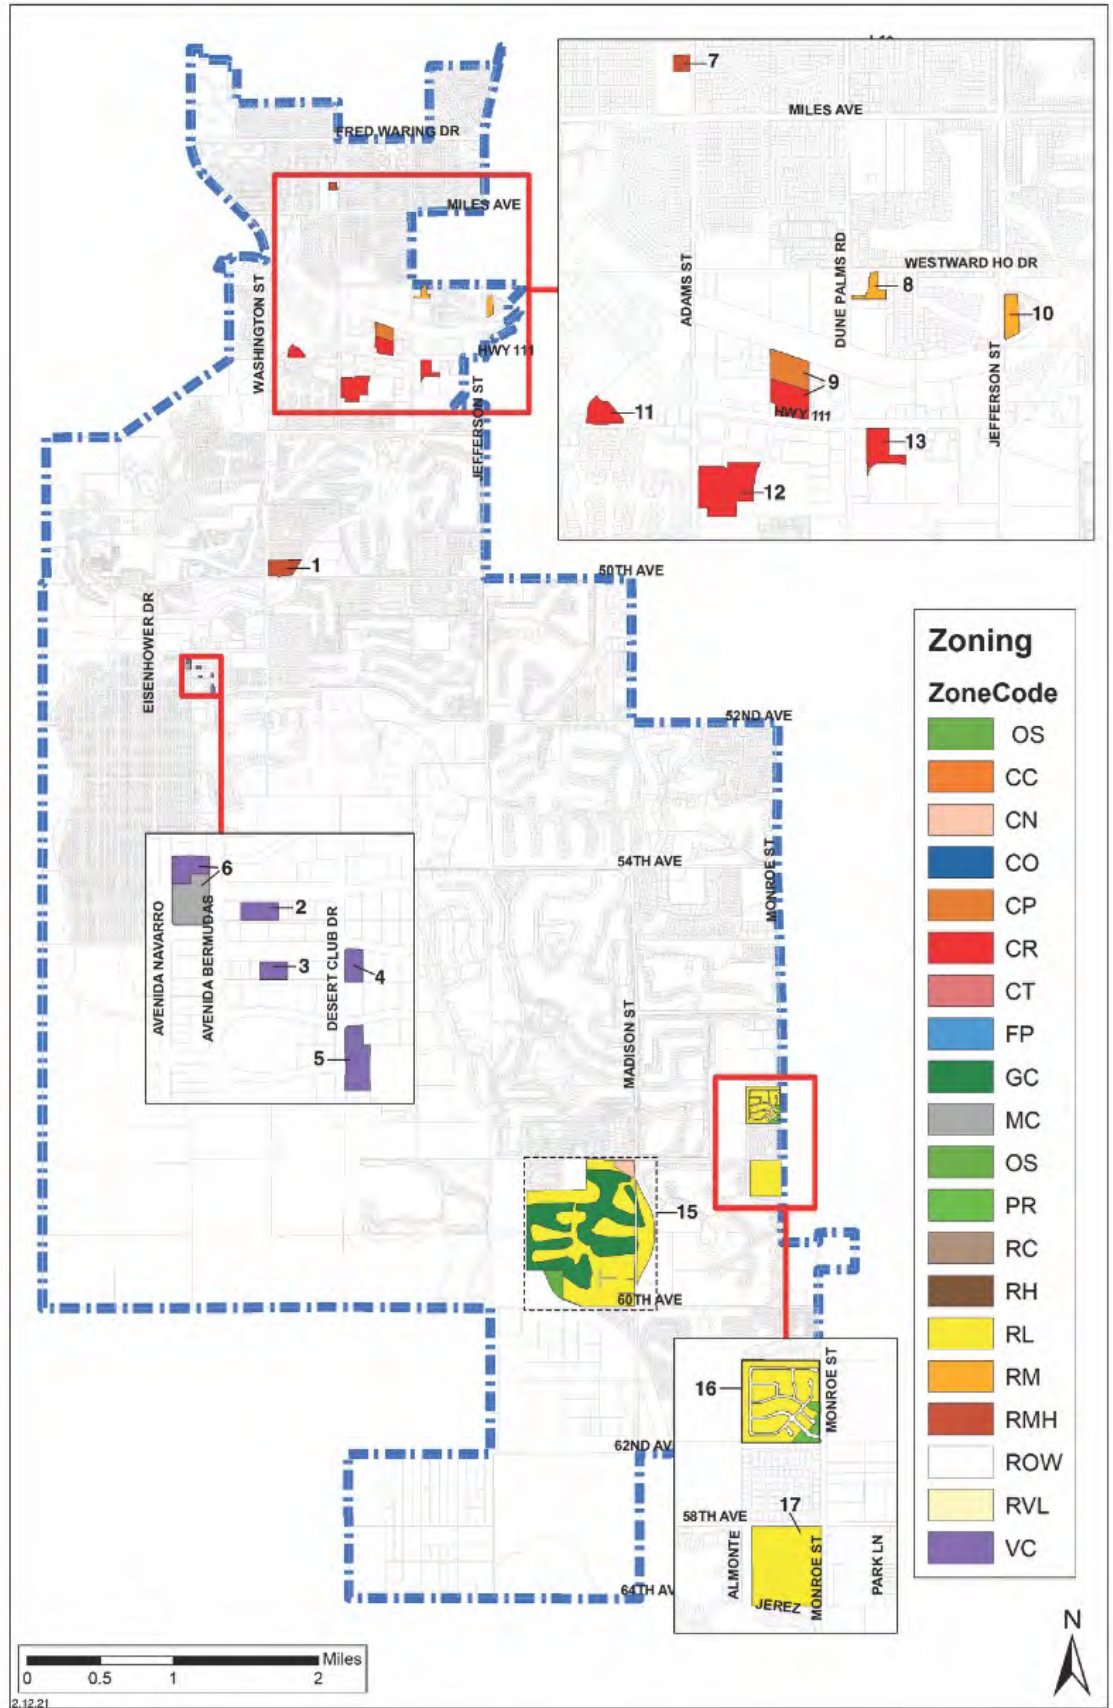 7
MILES AVE
FRED WARING DR
MILES AVE
WASHINGTON ST
HWY 111
JEFFERSON ST
ADAMS ST
DUNE PALMS RD
WESTWARD HO DR
8
10
9
HWY 111
JEFFERSON ST
11
13
12
1
50TH AVE
EISENHOWER DR
52ND AVE
54TH AVE
MONROE ST
MADISON ST
6
2
3
4
5
AVENIDA NAVARRO
AVENIDA BERMUDAS
DESERT CLUB DR
15
60TH AVE
62ND AV
64TH AV
16
MONROE ST
58TH AVE
17
ALMONTE
MONROE ST
PARK LN
JEREZ
Zoning
ZoneCode
OS
CC
CN
CO
CP
CR
CT
FP
GC
MC
OS
PR
RC
RH
RL
RM
RMH
ROW
RVL
VC
N
Miles
0 0.5 1 2
2.12.21